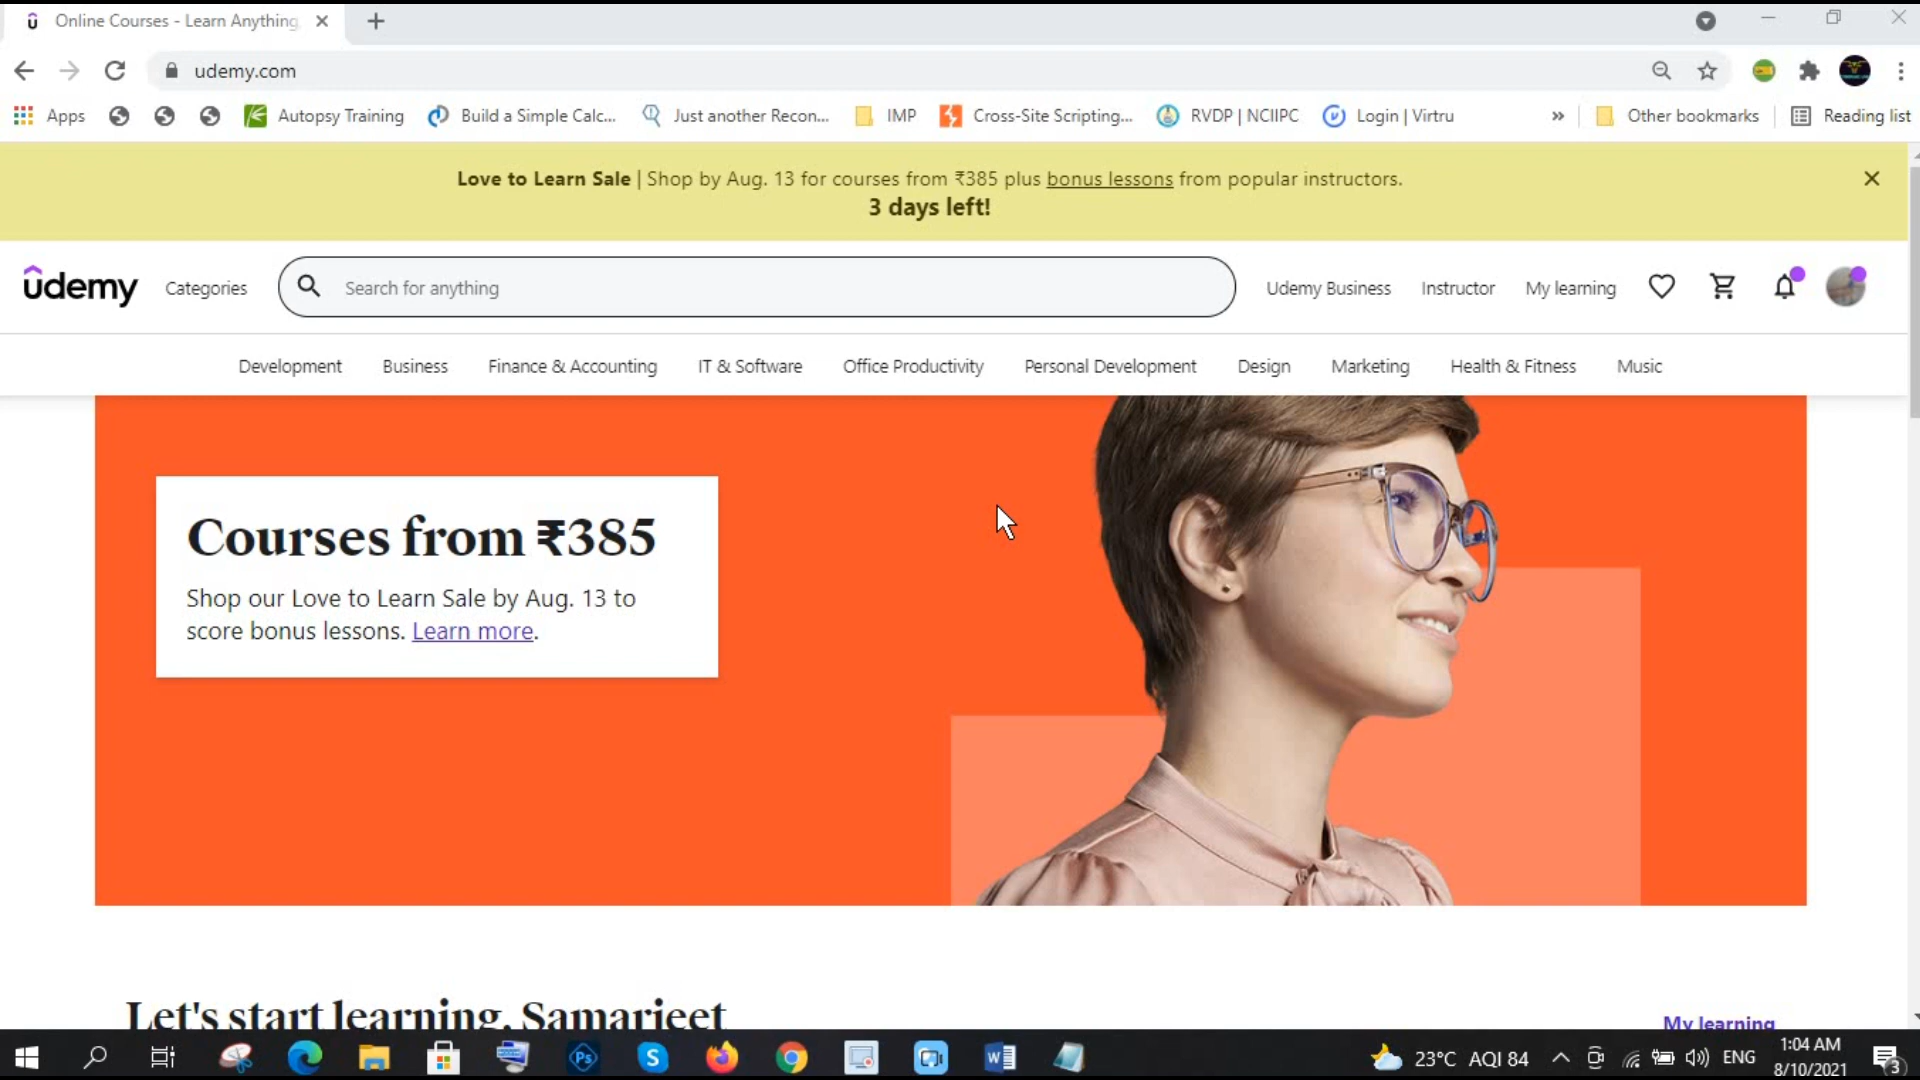 Online Courses - Learn Anything
udemy.com
Apps
Autopsy Training
Build a Simple Calc...
Just another Recon...
IMP
Cross-Site Scripting...
RVDP | NCIIPC
Login | Virtru
»
Other bookmarks
Reading list
Love to Learn Sale | Shop by Aug. 13 for courses from ₹385 plus bonus lessons from popular instructors.
3 days left!
udemy
Categories
Search for anything
Udemy Business
Instructor
My learning
Development
Business
Finance & Accounting
IT & Software
Office Productivity
Personal Development
Design
Marketing
Health & Fitness
Music
Courses from ₹385
Shop our Love to Learn Sale by Aug. 13 to
score bonus lessons. Learn more.
Let's start learning, Samarjeet
My learning
Ps
S
W
23°C AQI 84
ENG
1:04 AM
8/10/2021
3